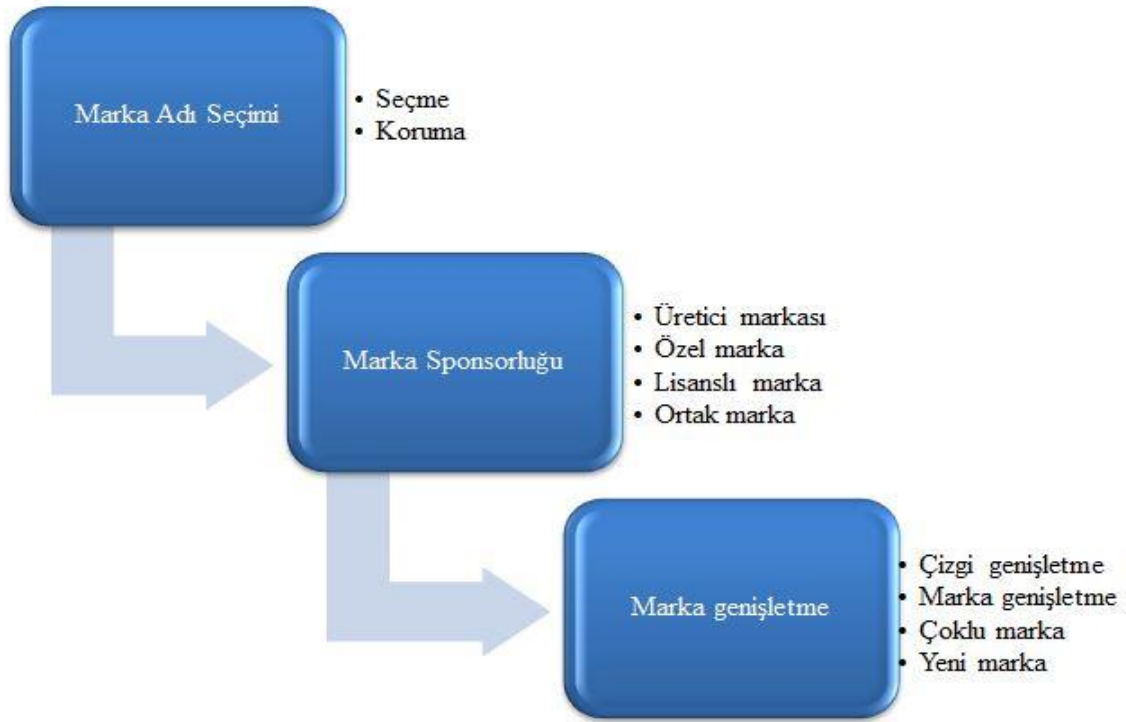 Marka Adı Seçimi
• Seçme
• Koruma
Marka Sponsorluğu
• Üretici markası
• Özel marka
• Lisanslı marka
• Ortak marka
Marka genişletme
• Çizgi genişletme
• Marka genişletme
• Çoklu marka
• Yeni marka